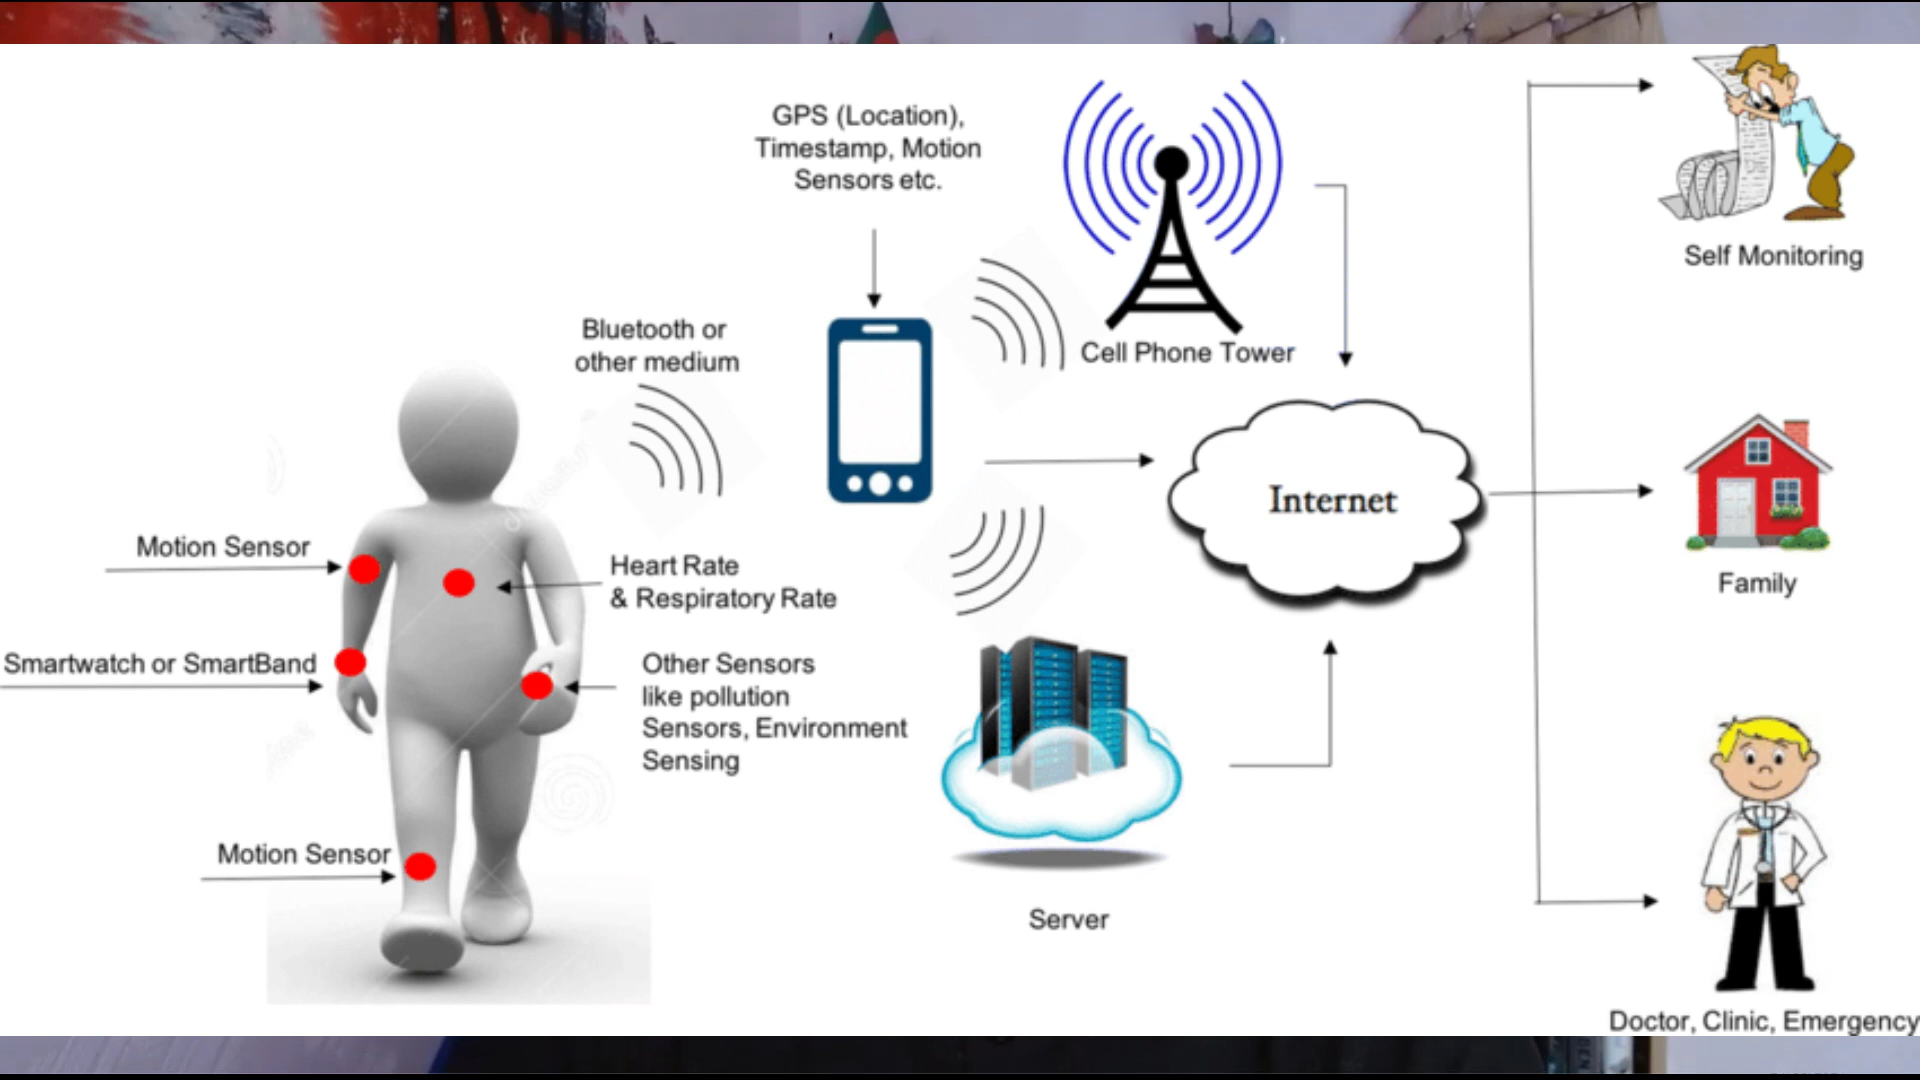 GPS (Location),
Timestamp, Motion
Sensors etc.
Cell Phone Tower
Self Monitoring
Bluetooth or
other medium
Internet
Motion Sensor
Heart Rate
& Respiratory Rate
Family
Smartwatch or SmartBand
Other Sensors
like pollution
Sensors, Environment
Sensing
Motion Sensor
Server
Doctor, Clinic, Emergency